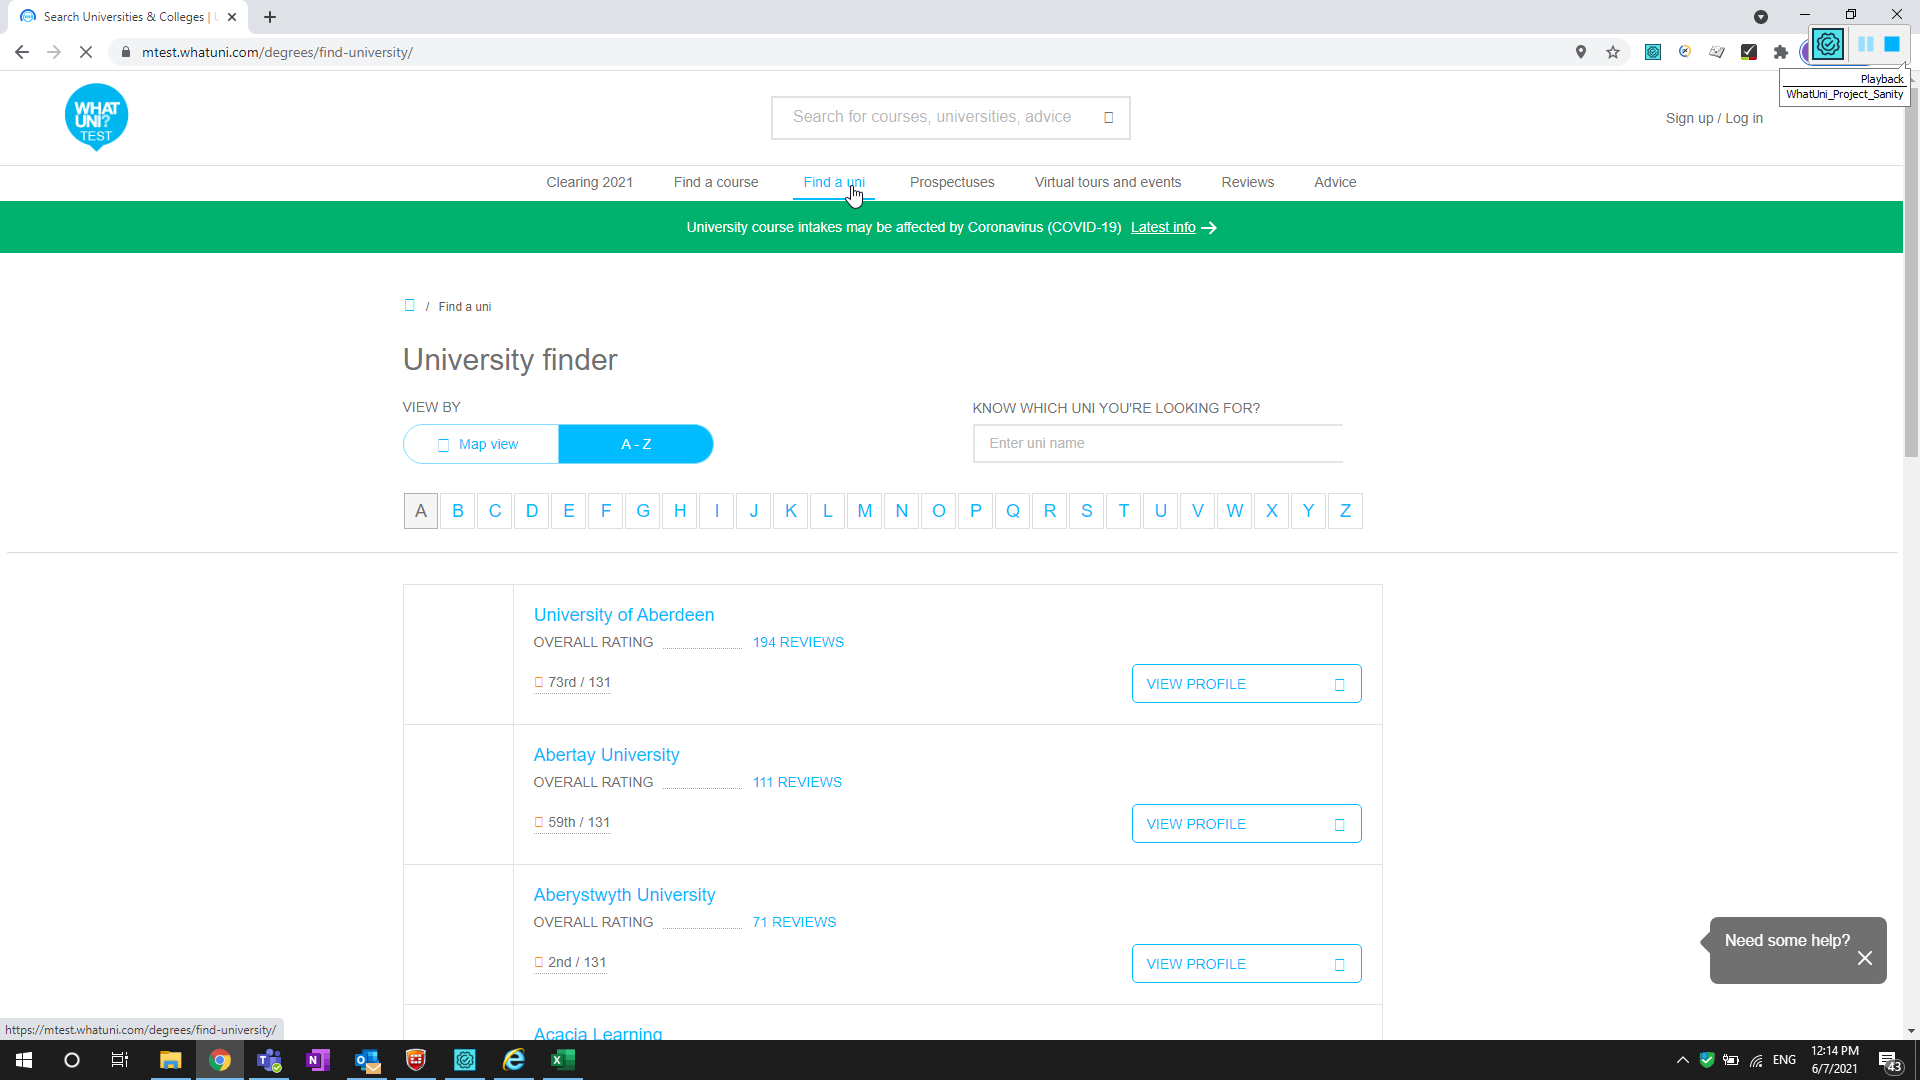 Search Universities & Colleges |
mtest.whatuni.com/degrees/find-university/
Playback
WhatUni_Project_Sanity
WHAT
UNI?
TEST
Search for courses, universities, advice
Sign up / Log in
Clearing 2021
Find a course
Find a uni
Prospectuses
Virtual tours and events
Reviews
Advice
University course intakes may be affected by Coronavirus (COVID-19) Latest info
/ Find a uni
University finder
VIEW BY
KNOW WHICH UNI YOU'RE LOOKING FOR?
Map view
A - Z
Enter uni name
A B C D E F G H I J K L M N O P Q R S T U V W X Y Z
University of Aberdeen
OVERALL RATING 194 REVIEWS
73rd / 131
VIEW PROFILE
Abertay University
OVERALL RATING 111 REVIEWS
59th / 131
VIEW PROFILE
Aberystwyth University
OVERALL RATING 71 REVIEWS
2nd / 131
VIEW PROFILE
Need some help?
Acacia Learning
https://mtest.whatuni.com/degrees/find-university/
ENG
12:14 PM
6/7/2021
43